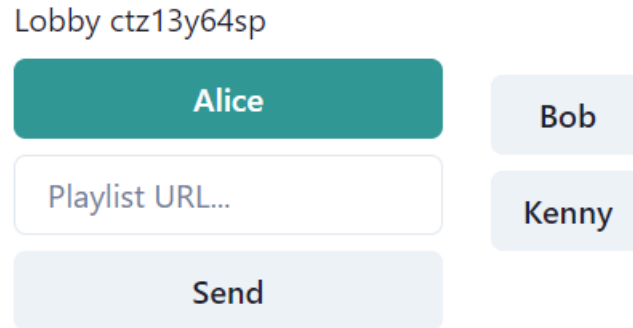 Lobby ctz13y64sp
Alice
Playlist URL...
Send
Bob
Kenny